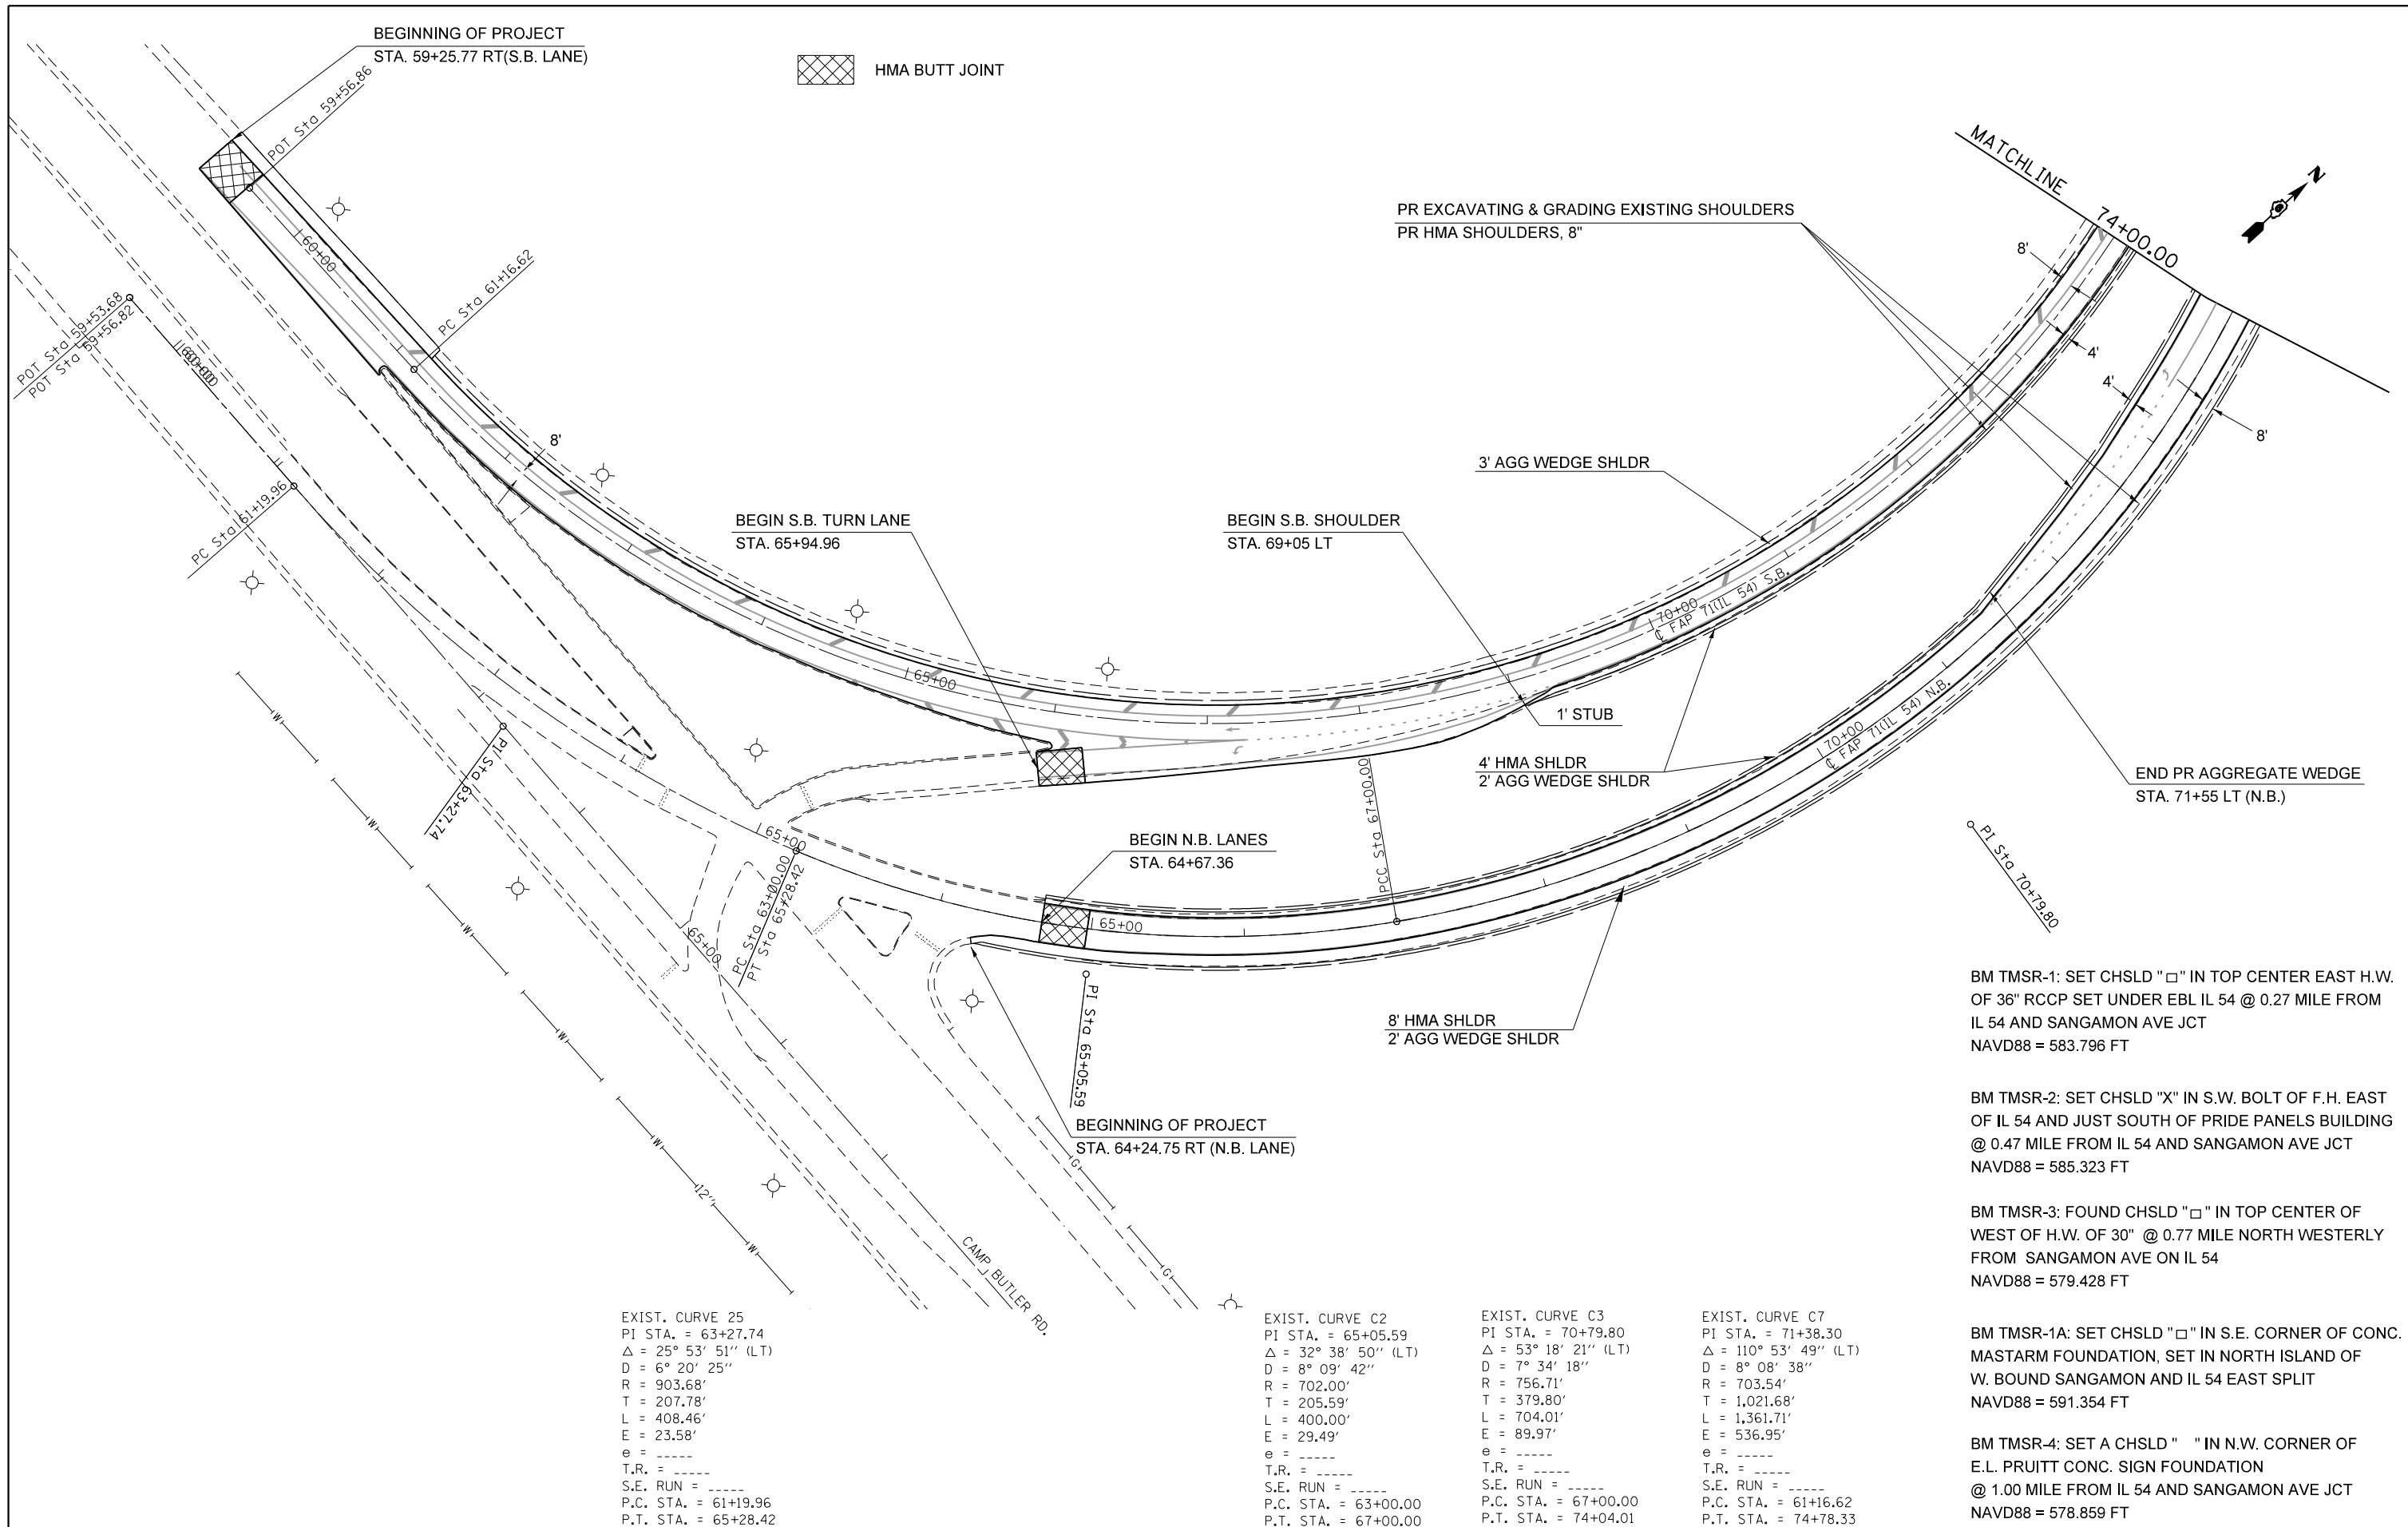 BEGINNING OF PROJECT
STA. 59+25.77 RT(S.B. LANE)
HMA BUTT JOINT
POT Sta 59+56.86
60+00
PC Sta 61+16.62
POT Sta 59+53.68
POT Sta 59+56.82
60+00
PC Sta 61+19.96
8'
MATCHLINE
74+00.00
N
PR EXCAVATING & GRADING EXISTING SHOULDERS
PR HMA SHOULDERS, 8"
8'
4'
4'
8'
3' AGG WEDGE SHLDR
BEGIN S.B. TURN LANE
STA. 65+94.96
BEGIN S.B. SHOULDER
STA. 69+05 LT
70+00
℄ FAP 71(IL 54) S.B.
65+00
1' STUB
4' HMA SHLDR
2' AGG WEDGE SHLDR
70+00
℄ FAP 71(IL 54) N.B.
END PR AGGREGATE WEDGE
STA. 71+55 LT (N.B.)
PI Sta 63+27.74
65+00
BEGIN N.B. LANES
STA. 64+67.36
PCC Sta 67+00.00
PI Sta 70+79.80
PC Sta 63+00.00
PT Sta 65+28.42
65+00
65+00
PI Sta 65+05.59
8' HMA SHLDR
2' AGG WEDGE SHLDR
BEGINNING OF PROJECT
STA. 64+24.75 RT (N.B. LANE)
W
W
W
W
W
W
12"
W
G
G
CAMP BUTLER RD.
BM TMSR-1: SET CHSLD "□" IN TOP CENTER EAST H.W.
OF 36" RCCP SET UNDER EBL IL 54 @ 0.27 MILE FROM
IL 54 AND SANGAMON AVE JCT
NAVD88 = 583.796 FT
BM TMSR-2: SET CHSLD "X" IN S.W. BOLT OF F.H. EAST
OF IL 54 AND JUST SOUTH OF PRIDE PANELS BUILDING
@ 0.47 MILE FROM IL 54 AND SANGAMON AVE JCT
NAVD88 = 585.323 FT
BM TMSR-3: FOUND CHSLD "□" IN TOP CENTER OF
WEST OF H.W. OF 30" @ 0.77 MILE NORTH WESTERLY
FROM SANGAMON AVE ON IL 54
NAVD88 = 579.428 FT
BM TMSR-1A: SET CHSLD "□" IN S.E. CORNER OF CONC.
MASTARM FOUNDATION, SET IN NORTH ISLAND OF
W. BOUND SANGAMON AND IL 54 EAST SPLIT
NAVD88 = 591.354 FT
BM TMSR-4: SET A CHSLD " " IN N.W. CORNER OF
E.L. PRUITT CONC. SIGN FOUNDATION
@ 1.00 MILE FROM IL 54 AND SANGAMON AVE JCT
NAVD88 = 578.859 FT
EXIST. CURVE 25
PI STA. = 63+27.74
Δ = 25° 53' 51'' (LT)
D = 6° 20' 25''
R = 903.68'
T = 207.78'
L = 408.46'
E = 23.58'
e = -----
T.R. = -----
S.E. RUN = -----
P.C. STA. = 61+19.96
P.T. STA. = 65+28.42
EXIST. CURVE C2
PI STA. = 65+05.59
Δ = 32° 38' 50'' (LT)
D = 8° 09' 42''
R = 702.00'
T = 205.59'
L = 400.00'
E = 29.49'
e = -----
T.R. = -----
S.E. RUN = -----
P.C. STA. = 63+00.00
P.T. STA. = 67+00.00
EXIST. CURVE C3
PI STA. = 70+79.80
Δ = 53° 18' 21'' (LT)
D = 7° 34' 18''
R = 756.71'
T = 379.80'
L = 704.01'
E = 89.97'
e = -----
T.R. = -----
S.E. RUN = -----
P.C. STA. = 67+00.00
P.T. STA. = 74+04.01
EXIST. CURVE C7
PI STA. = 71+38.30
Δ = 110° 53' 49'' (LT)
D = 8° 08' 38''
R = 703.54'
T = 1,021.68'
L = 1,361.71'
E = 536.95'
e = -----
T.R. = -----
S.E. RUN = -----
P.C. STA. = 61+16.62
P.T. STA. = 74+78.33